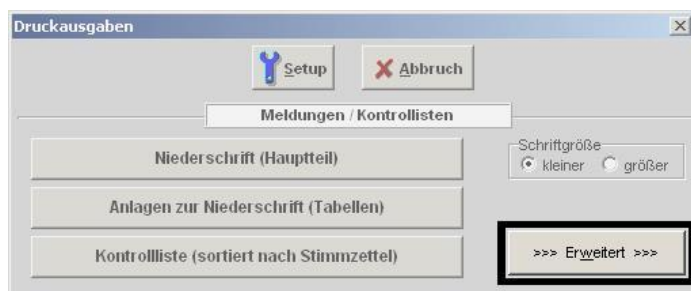 Druckausgaben
Setup
Abbruch
Meldungen / Kontrollisten
Niederschrift (Hauptteil)
Schriftgröße
kleiner größer
Anlagen zur Niederschrift (Tabellen)
Kontrollliste (sortiert nach Stimmzettel)
>>> Erweitert >>>